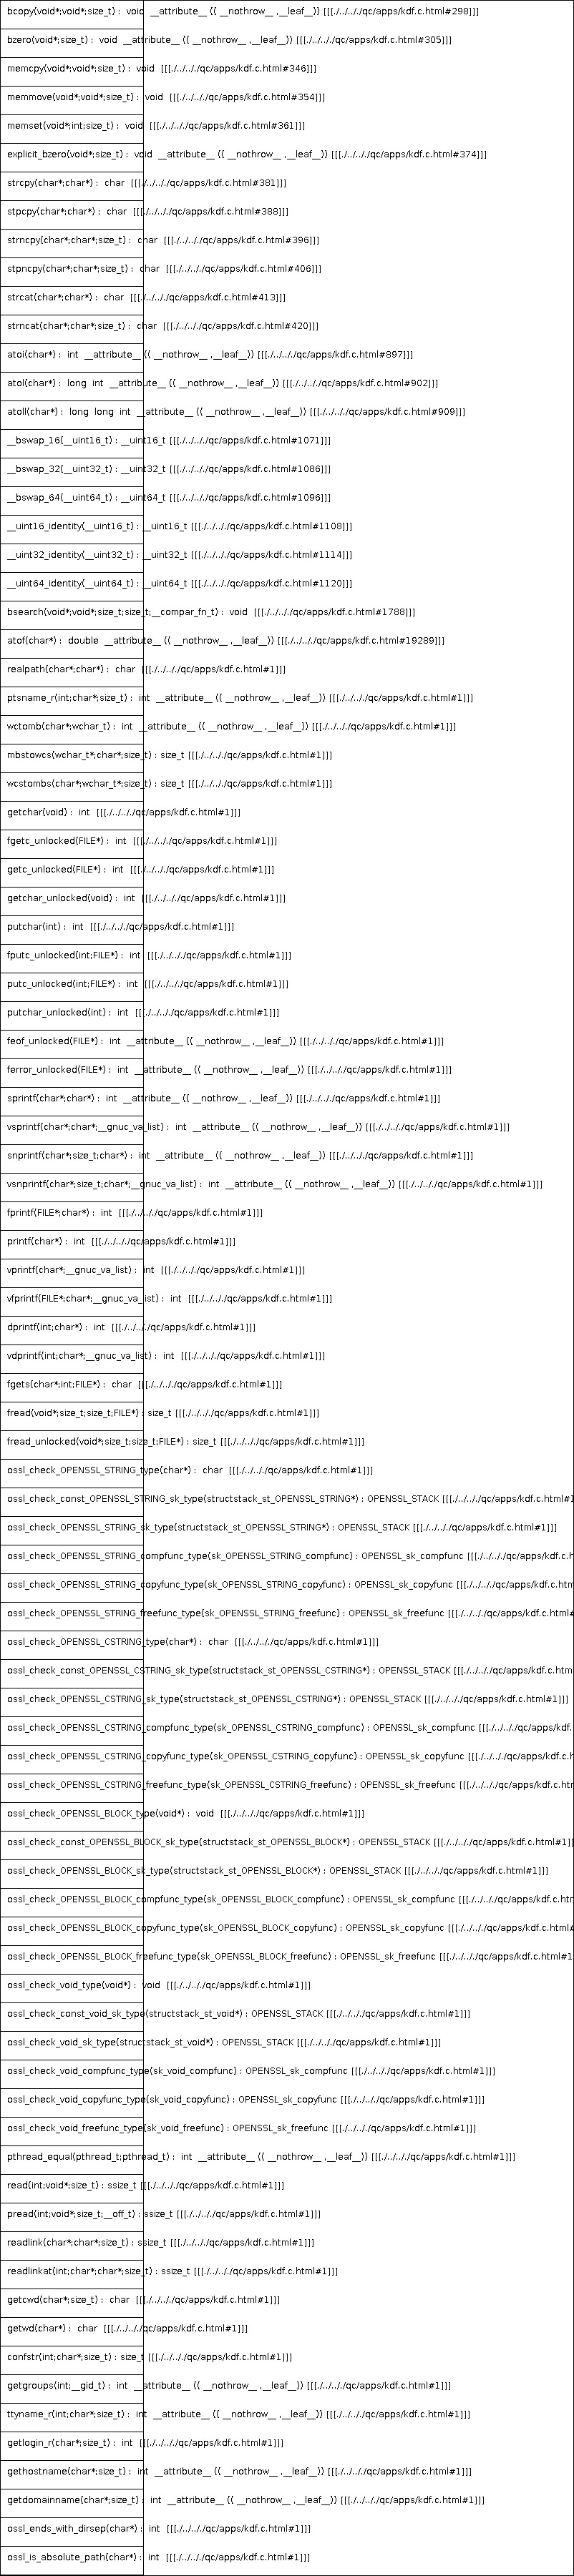 bcopy(void*;void*;size_t) : void __attribute__ (( __nothrow__ ,__leaf__)) [[[./../../../qc/apps/kdf.c.html#298]]]
bzero(void*;size_t) : void __attribute__ (( __nothrow__ ,__leaf__)) [[[./../../../qc/apps/kdf.c.html#305]]]
memcpy(void*;void*;size_t) : void [[[./../../../qc/apps/kdf.c.html#346]]]
memmove(void*;void*;size_t) : void [[[./../../../qc/apps/kdf.c.html#354]]]
memset(void*;int;size_t) : void [[[./../../../qc/apps/kdf.c.html#361]]]
explicit_bzero(void*;size_t) : void __attribute__ (( __nothrow__ ,__leaf__)) [[[./../../../qc/apps/kdf.c.html#374]]]
strcpy(char*;char*) : char [[[./../../../qc/apps/kdf.c.html#381]]]
stpcpy(char*;char*) : char [[[./../../../qc/apps/kdf.c.html#388]]]
strncpy(char*;char*;size_t) : char [[[./../../../qc/apps/kdf.c.html#396]]]
stpncpy(char*;char*;size_t) : char [[[./../../../qc/apps/kdf.c.html#406]]]
strcat(char*;char*) : char [[[./../../../qc/apps/kdf.c.html#413]]]
strncat(char*;char*;size_t) : char [[[./../../../qc/apps/kdf.c.html#420]]]
atoi(char*) : int __attribute__ (( __nothrow__ ,__leaf__)) [[[./../../../qc/apps/kdf.c.html#897]]]
atol(char*) : long int __attribute__ (( __nothrow__ ,__leaf__)) [[[./../../../qc/apps/kdf.c.html#902]]]
atoll(char*) : long long int __attribute__ (( __nothrow__ ,__leaf__)) [[[./../../../qc/apps/kdf.c.html#909]]]
__bswap_16(__uint16_t) : __uint16_t [[[./../../../qc/apps/kdf.c.html#1071]]]
__bswap_32(__uint32_t) : __uint32_t [[[./../../../qc/apps/kdf.c.html#1086]]]
__bswap_64(__uint64_t) : __uint64_t [[[./../../../qc/apps/kdf.c.html#1096]]]
__uint16_identity(__uint16_t) : __uint16_t [[[./../../../qc/apps/kdf.c.html#1108]]]
__uint32_identity(__uint32_t) : __uint32_t [[[./../../../qc/apps/kdf.c.html#1114]]]
__uint64_identity(__uint64_t) : __uint64_t [[[./../../../qc/apps/kdf.c.html#1120]]]
bsearch(void*;void*;size_t;size_t;__compar_fn_t) : void [[[./../../../qc/apps/kdf.c.html#1788]]]
atof(char*) : double __attribute__ (( __nothrow__ ,__leaf__)) [[[./../../../qc/apps/kdf.c.html#19289]]]
realpath(char*;char*) : char [[[./../../../qc/apps/kdf.c.html#1]]]
ptsname_r(int;char*;size_t) : int __attribute__ (( __nothrow__ ,__leaf__)) [[[./../../../qc/apps/kdf.c.html#1]]]
wctomb(char*;wchar_t) : int __attribute__ (( __nothrow__ ,__leaf__)) [[[./../../../qc/apps/kdf.c.html#1]]]
mbstowcs(wchar_t*;char*;size_t) : size_t [[[./../../../qc/apps/kdf.c.html#1]]]
wcstombs(char*;wchar_t*;size_t) : size_t [[[./../../../qc/apps/kdf.c.html#1]]]
getchar(void) : int [[[./../../../qc/apps/kdf.c.html#1]]]
fgetc_unlocked(FILE*) : int [[[./../../../qc/apps/kdf.c.html#1]]]
getc_unlocked(FILE*) : int [[[./../../../qc/apps/kdf.c.html#1]]]
getchar_unlocked(void) : int [[[./../../../qc/apps/kdf.c.html#1]]]
putchar(int) : int [[[./../../../qc/apps/kdf.c.html#1]]]
fputc_unlocked(int;FILE*) : int [[[./../../../qc/apps/kdf.c.html#1]]]
putc_unlocked(int;FILE*) : int [[[./../../../qc/apps/kdf.c.html#1]]]
putchar_unlocked(int) : int [[[./../../../qc/apps/kdf.c.html#1]]]
feof_unlocked(FILE*) : int __attribute__ (( __nothrow__ ,__leaf__)) [[[./../../../qc/apps/kdf.c.html#1]]]
ferror_unlocked(FILE*) : int __attribute__ (( __nothrow__ ,__leaf__)) [[[./../../../qc/apps/kdf.c.html#1]]]
sprintf(char*;char*) : int __attribute__ (( __nothrow__ ,__leaf__)) [[[./../../../qc/apps/kdf.c.html#1]]]
vsprintf(char*;char*;__gnuc_va_list) : int __attribute__ (( __nothrow__ ,__leaf__)) [[[./../../../qc/apps/kdf.c.html#1]]]
snprintf(char*;size_t;char*) : int __attribute__ (( __nothrow__ ,__leaf__)) [[[./../../../qc/apps/kdf.c.html#1]]]
vsnprintf(char*;size_t;char*;__gnuc_va_list) : int __attribute__ (( __nothrow__ ,__leaf__)) [[[./../../../qc/apps/kdf.c.html#1]]]
fprintf(FILE*;char*) : int [[[./../../../qc/apps/kdf.c.html#1]]]
printf(char*) : int [[[./../../../qc/apps/kdf.c.html#1]]]
vprintf(char*;__gnuc_va_list) : int [[[./../../../qc/apps/kdf.c.html#1]]]
vfprintf(FILE*;char*;__gnuc_va_list) : int [[[./../../../qc/apps/kdf.c.html#1]]]
dprintf(int;char*) : int [[[./../../../qc/apps/kdf.c.html#1]]]
vdprintf(int;char*;__gnuc_va_list) : int [[[./../../../qc/apps/kdf.c.html#1]]]
fgets(char*;int;FILE*) : char [[[./../../../qc/apps/kdf.c.html#1]]]
fread(void*;size_t;size_t;FILE*) : size_t [[[./../../../qc/apps/kdf.c.html#1]]]
fread_unlocked(void*;size_t;size_t;FILE*) : size_t [[[./../../../qc/apps/kdf.c.html#1]]]
ossl_check_OPENSSL_STRING_type(char*) : char [[[./../../../qc/apps/kdf.c.html#1]]]
ossl_check_const_OPENSSL_STRING_sk_type(structstack_st_OPENSSL_STRING*) : OPENSSL_STACK [[[./../../../qc/apps/kdf.c.html#1
ossl_check_OPENSSL_STRING_sk_type(structstack_st_OPENSSL_STRING*) : OPENSSL_STACK [[[./../../../qc/apps/kdf.c.html#1]]]
ossl_check_OPENSSL_STRING_compfunc_type(sk_OPENSSL_STRING_compfunc) : OPENSSL_sk_compfunc [[[./../../../qc/apps/kdf.c.h
ossl_check_OPENSSL_STRING_copyfunc_type(sk_OPENSSL_STRING_copyfunc) : OPENSSL_sk_copyfunc [[[./../../../qc/apps/kdf.c.htm
ossl_check_OPENSSL_STRING_freefunc_type(sk_OPENSSL_STRING_freefunc) : OPENSSL_sk_freefunc [[[./../../../qc/apps/kdf.c.html#
ossl_check_OPENSSL_CSTRING_type(char*) : char [[[./../../../qc/apps/kdf.c.html#1]]]
ossl_check_const_OPENSSL_CSTRING_sk_type(structstack_st_OPENSSL_CSTRING*) : OPENSSL_STACK [[[./../../../qc/apps/kdf.c.htm
ossl_check_OPENSSL_CSTRING_sk_type(structstack_st_OPENSSL_CSTRING*) : OPENSSL_STACK [[[./../../../qc/apps/kdf.c.html#1]]]
ossl_check_OPENSSL_CSTRING_compfunc_type(sk_OPENSSL_CSTRING_compfunc) : OPENSSL_sk_compfunc [[[./../../../qc/apps/kdf.
ossl_check_OPENSSL_CSTRING_copyfunc_type(sk_OPENSSL_CSTRING_copyfunc) : OPENSSL_sk_copyfunc [[[./../../../qc/apps/kdf.c.h
ossl_check_OPENSSL_CSTRING_freefunc_type(sk_OPENSSL_CSTRING_freefunc) : OPENSSL_sk_freefunc [[[./../../../qc/apps/kdf.c.htm
ossl_check_OPENSSL_BLOCK_type(void*) : void [[[./../../../qc/apps/kdf.c.html#1]]]
ossl_check_const_OPENSSL_BLOCK_sk_type(structstack_st_OPENSSL_BLOCK*) : OPENSSL_STACK [[[./../../../qc/apps/kdf.c.html#1]]
ossl_check_OPENSSL_BLOCK_sk_type(structstack_st_OPENSSL_BLOCK*) : OPENSSL_STACK [[[./../../../qc/apps/kdf.c.html#1]]]
ossl_check_OPENSSL_BLOCK_compfunc_type(sk_OPENSSL_BLOCK_compfunc) : OPENSSL_sk_compfunc [[[./../../../qc/apps/kdf.c.htm
ossl_check_OPENSSL_BLOCK_copyfunc_type(sk_OPENSSL_BLOCK_copyfunc) : OPENSSL_sk_copyfunc [[[./../../../qc/apps/kdf.c.html#
ossl_check_OPENSSL_BLOCK_freefunc_type(sk_OPENSSL_BLOCK_freefunc) : OPENSSL_sk_freefunc [[[./../../../qc/apps/kdf.c.html#1
ossl_check_void_type(void*) : void [[[./../../../qc/apps/kdf.c.html#1]]]
ossl_check_const_void_sk_type(structstack_st_void*) : OPENSSL_STACK [[[./../../../qc/apps/kdf.c.html#1]]]
ossl_check_void_sk_type(structstack_st_void*) : OPENSSL_STACK [[[./../../../qc/apps/kdf.c.html#1]]]
ossl_check_void_compfunc_type(sk_void_compfunc) : OPENSSL_sk_compfunc [[[./../../../qc/apps/kdf.c.html#1]]]
ossl_check_void_copyfunc_type(sk_void_copyfunc) : OPENSSL_sk_copyfunc [[[./../../../qc/apps/kdf.c.html#1]]]
ossl_check_void_freefunc_type(sk_void_freefunc) : OPENSSL_sk_freefunc [[[./../../../qc/apps/kdf.c.html#1]]]
pthread_equal(pthread_t;pthread_t) : int __attribute__ (( __nothrow__ ,__leaf__)) [[[./../../../qc/apps/kdf.c.html#1]]]
read(int;void*;size_t) : ssize_t [[[./../../../qc/apps/kdf.c.html#1]]]
pread(int;void*;size_t;__off_t) : ssize_t [[[./../../../qc/apps/kdf.c.html#1]]]
readlink(char*;char*;size_t) : ssize_t [[[./../../../qc/apps/kdf.c.html#1]]]
readlinkat(int;char*;char*;size_t) : ssize_t [[[./../../../qc/apps/kdf.c.html#1]]]
getcwd(char*;size_t) : char [[[./../../../qc/apps/kdf.c.html#1]]]
getwd(char*) : char [[[./../../../qc/apps/kdf.c.html#1]]]
confstr(int;char*;size_t) : size_t [[[./../../../qc/apps/kdf.c.html#1]]]
getgroups(int;__gid_t) : int __attribute__ (( __nothrow__ ,__leaf__)) [[[./../../../qc/apps/kdf.c.html#1]]]
ttyname_r(int;char*;size_t) : int __attribute__ (( __nothrow__ ,__leaf__)) [[[./../../../qc/apps/kdf.c.html#1]]]
getlogin_r(char*;size_t) : int [[[./../../../qc/apps/kdf.c.html#1]]]
gethostname(char*;size_t) : int __attribute__ (( __nothrow__ ,__leaf__)) [[[./../../../qc/apps/kdf.c.html#1]]]
getdomainname(char*;size_t) : int __attribute__ (( __nothrow__ ,__leaf__)) [[[./../../../qc/apps/kdf.c.html#1]]]
ossl_ends_with_dirsep(char*) : int [[[./../../../qc/apps/kdf.c.html#1]]]
ossl_is_absolute_path(char*) : int [[[./../../../qc/apps/kdf.c.html#1]]]